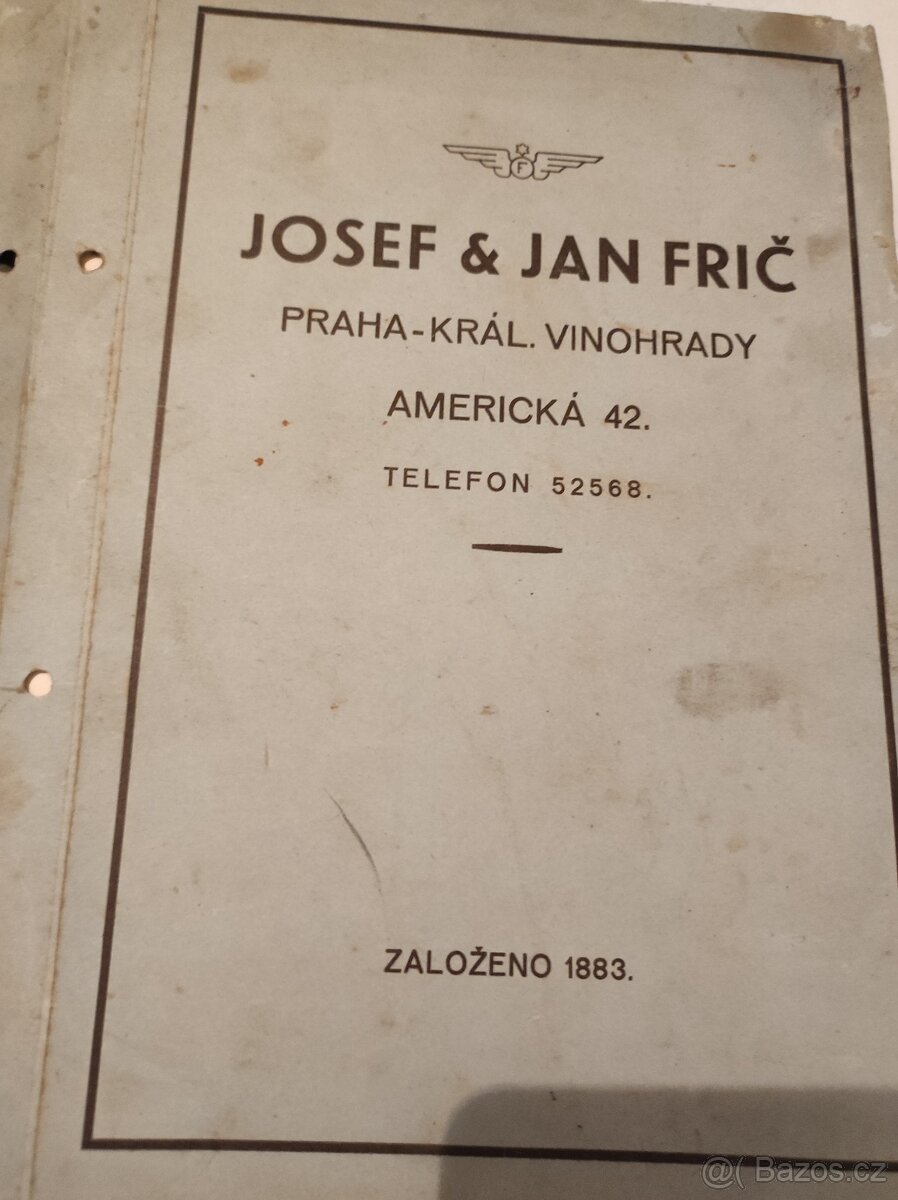 F
JOSEF & JAN FRIČ
PRAHA-KRÁL. VINOHRADY
AMERICKÁ 42.
TELEFON 52568.
ZALOŽENO 1883.
@( Bazos.cz